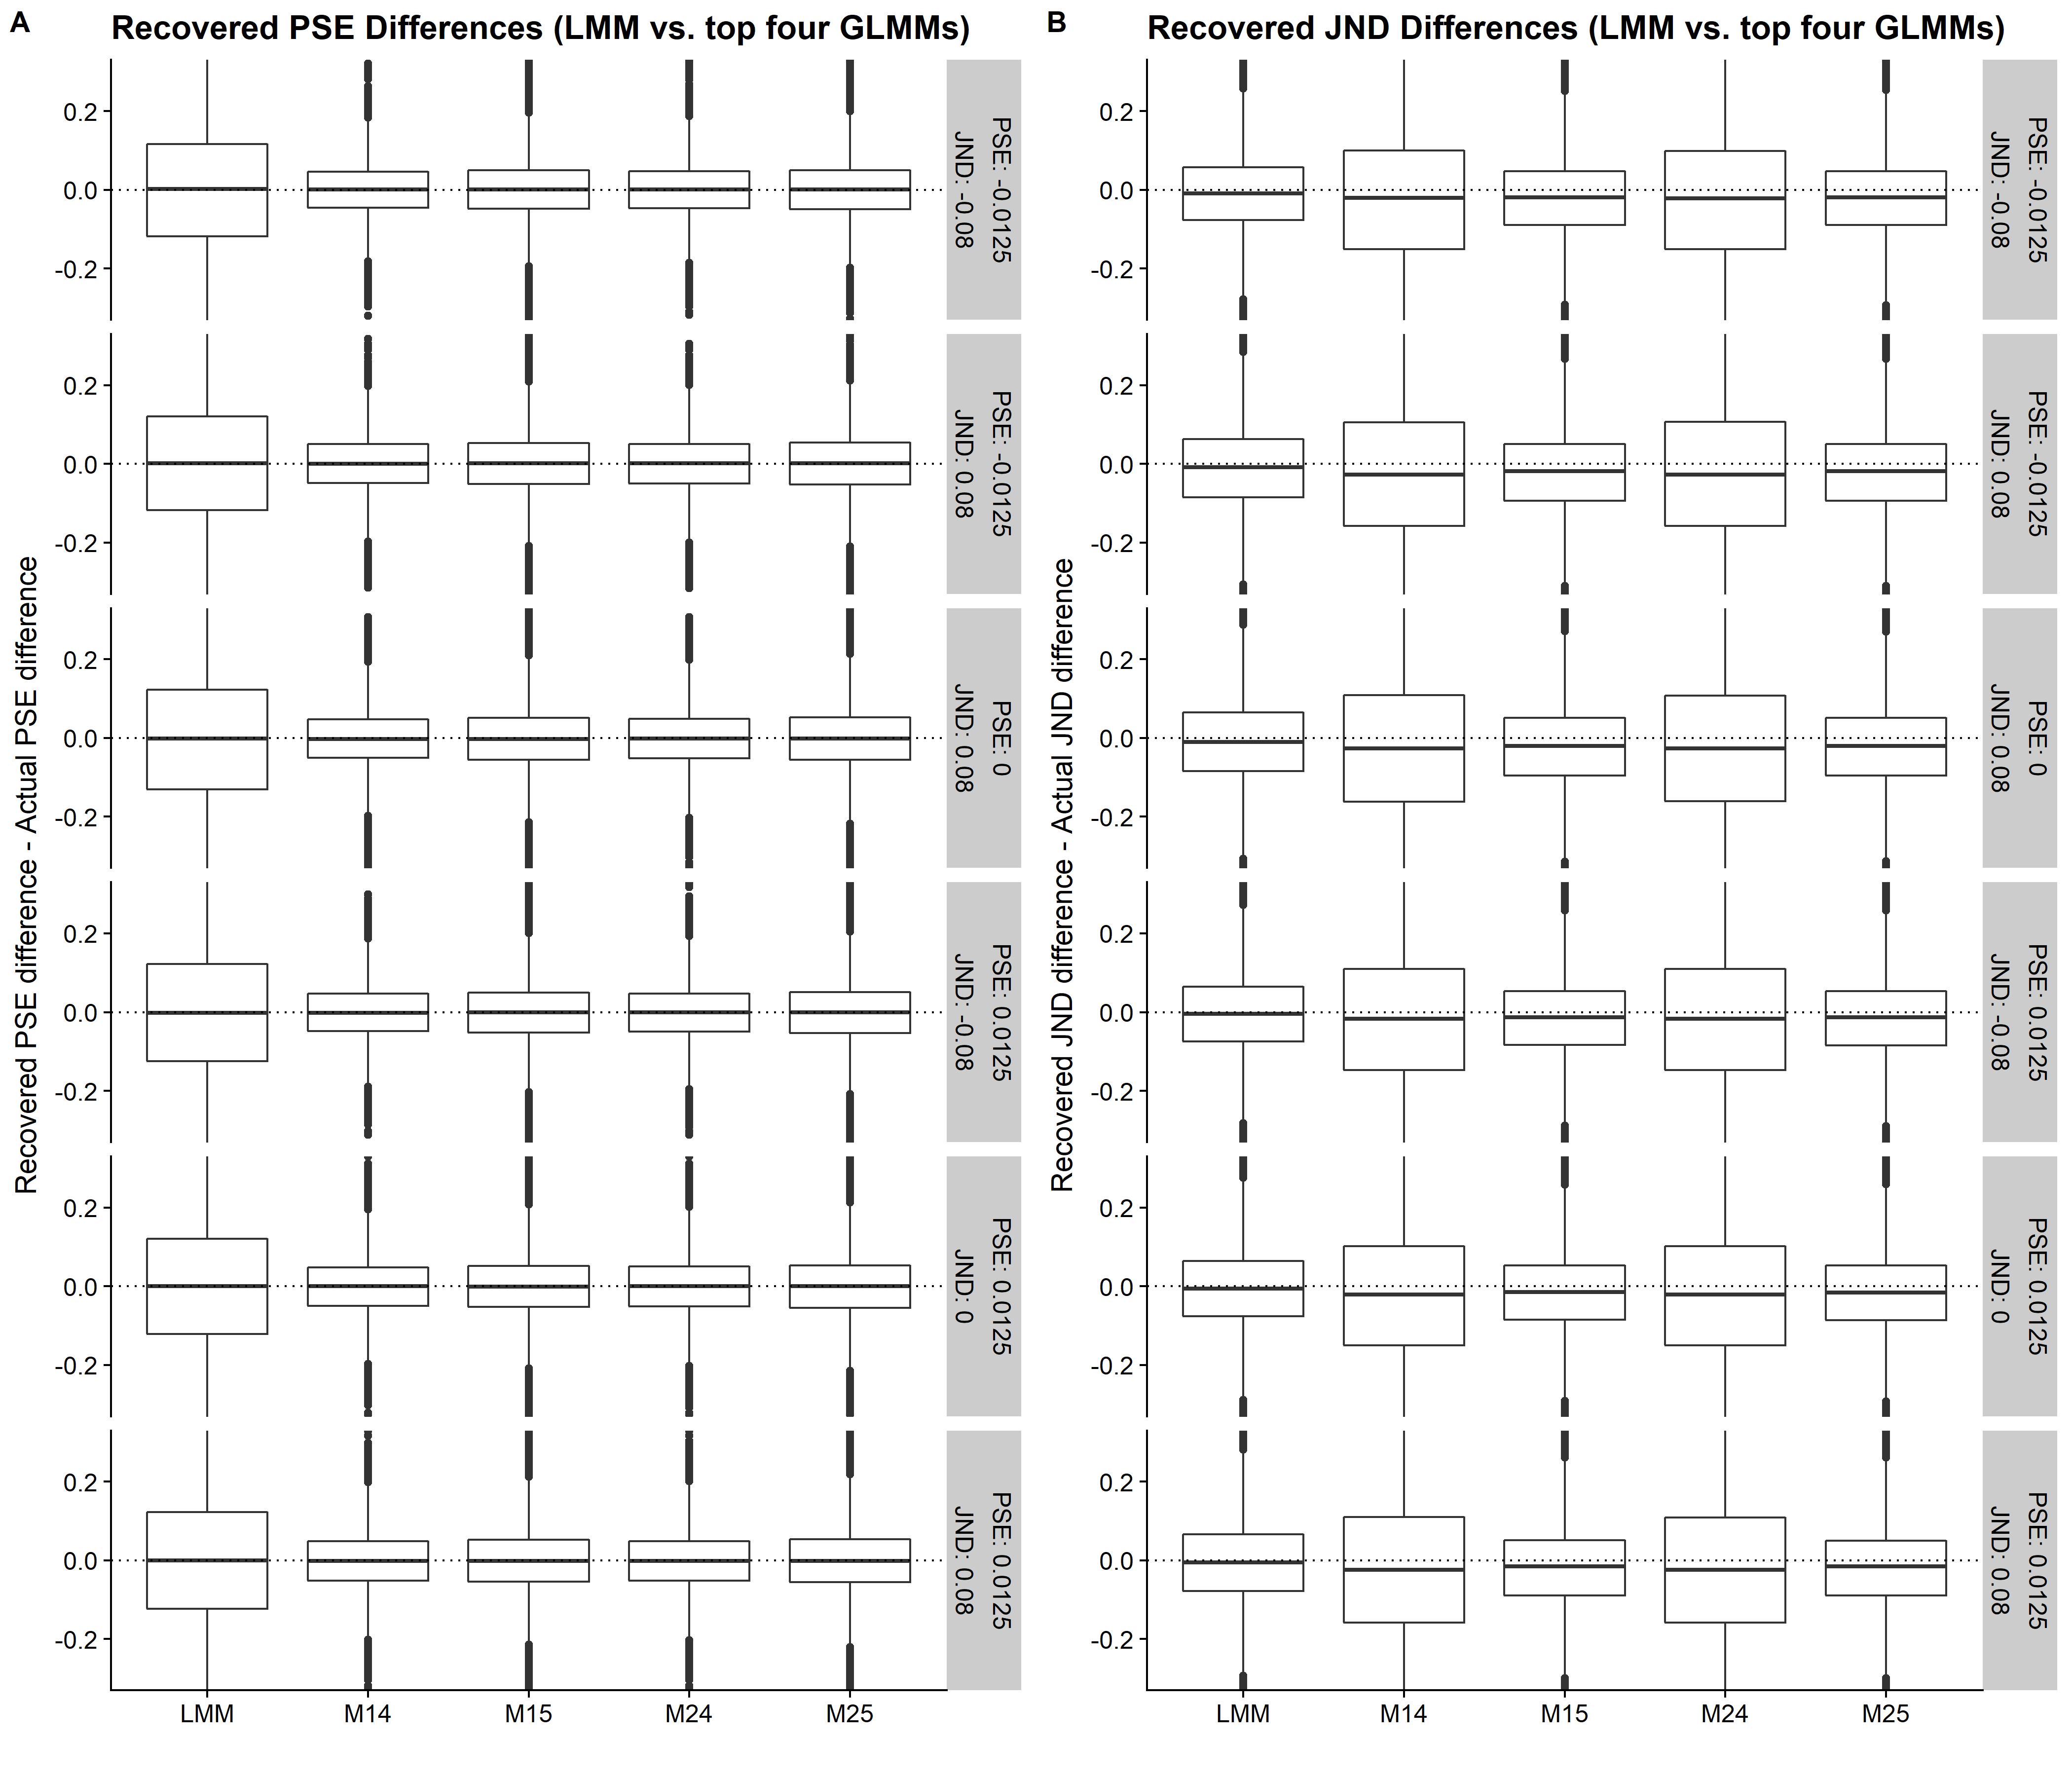 A
Recovered PSE Differences (LMM vs. top four GLMMs)
Recovered PSE difference - Actual PSE difference
0.2
0.0
-0.2
PSE: -0.0125
JND: -0.08
0.2
0.0
-0.2
PSE: -0.0125
JND: 0.08
0.2
0.0
-0.2
PSE: 0
JND: 0.08
0.2
0.0
-0.2
PSE: 0.0125
JND: -0.08
0.2
0.0
-0.2
PSE: 0.0125
JND: 0
0.2
0.0
-0.2
PSE: 0.0125
JND: 0.08
LMM M14 M15 M24 M25
B
Recovered JND Differences (LMM vs. top four GLMMs)
Recovered JND difference - Actual JND difference
0.2
0.0
-0.2
PSE: -0.0125
JND: -0.08
0.2
0.0
-0.2
PSE: -0.0125
JND: 0.08
0.2
0.0
-0.2
PSE: 0
JND: 0.08
0.2
0.0
-0.2
PSE: 0.0125
JND: -0.08
0.2
0.0
-0.2
PSE: 0.0125
JND: 0
0.2
0.0
-0.2
PSE: 0.0125
JND: 0.08
LMM M14 M15 M24 M25